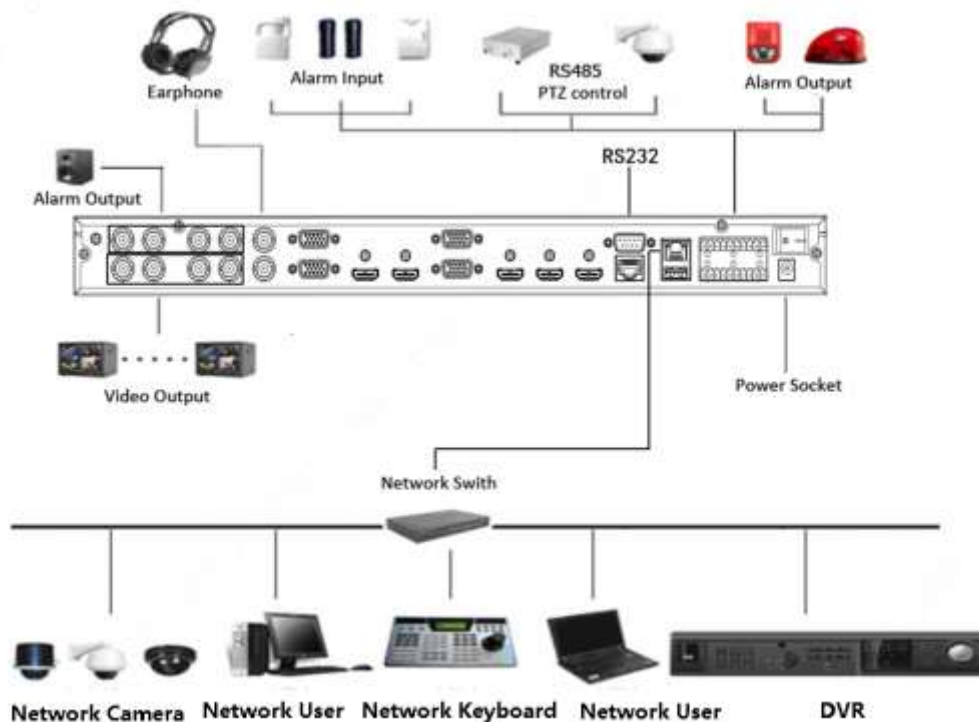 Earphone
Alarm Input
RS485
PTZ control
Alarm Output
RS232
Alarm Output
Video Output
Power Socket
Network Swith
Network Camera
Network User
Network Keyboard
Network User
DVR